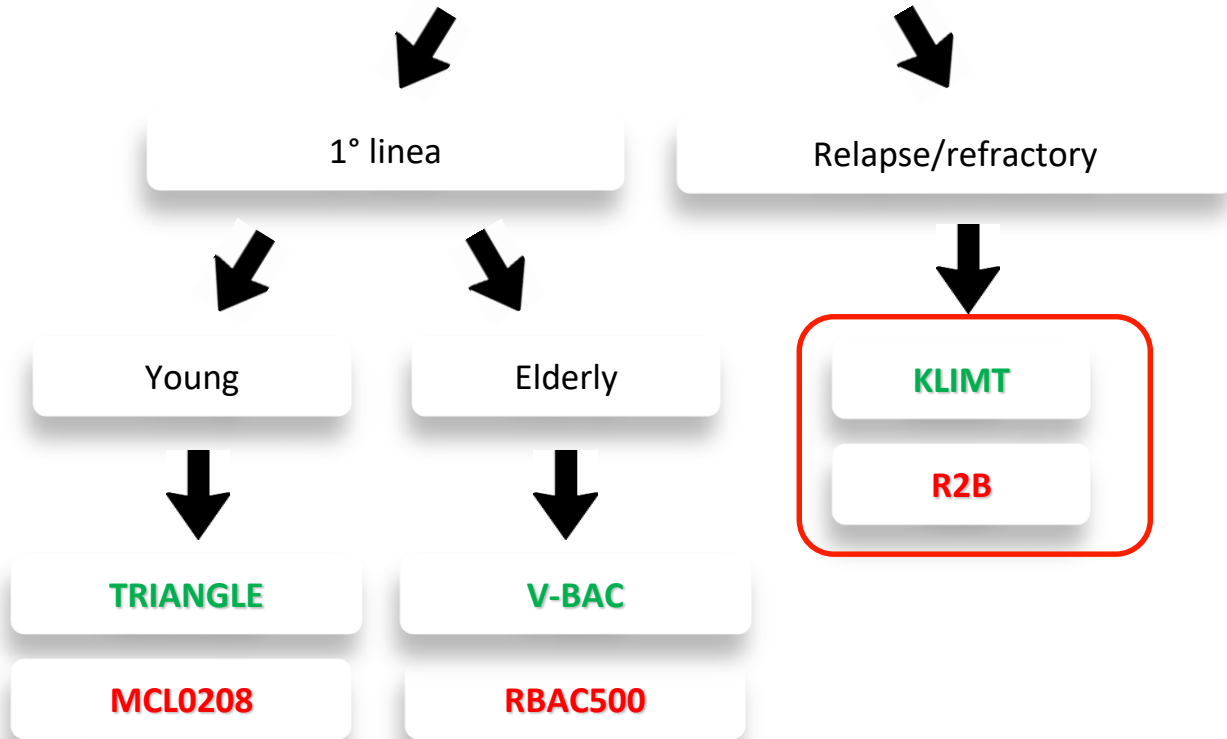 1° linea
Relapse/refractory
Young
Elderly
KLIMT
R2B
TRIANGLE
V-BAC
MCL0208
RBAC500